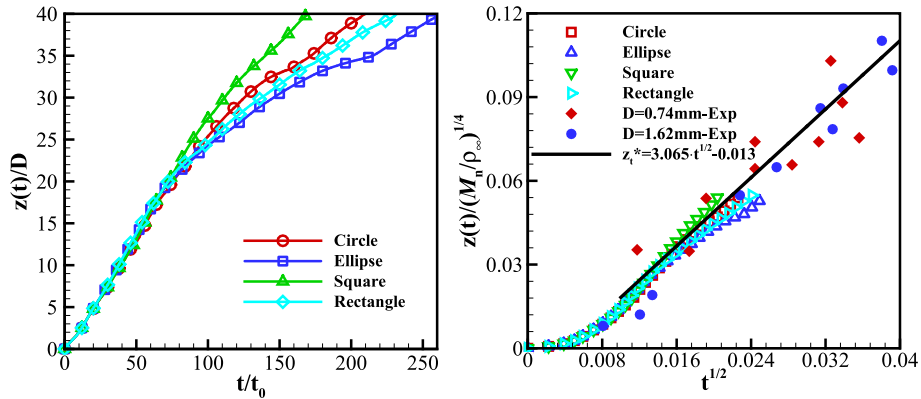 z(t)/D
40
35
30
25
20
15
10
5
0
0
50
100
150
200
250
t/t₀
Circle
Ellipse
Square
Rectangle
z(t)/(Mₙ/ρ∞)^1/4
0.12
0.09
0.06
0.03
0
0
0.008
0.016
0.024
0.032
0.04
t^1/2
Circle
Ellipse
Square
Rectangle
D=0.74mm-Exp
D=1.62mm-Exp
zₜ*=3.065·t^1/2-0.013